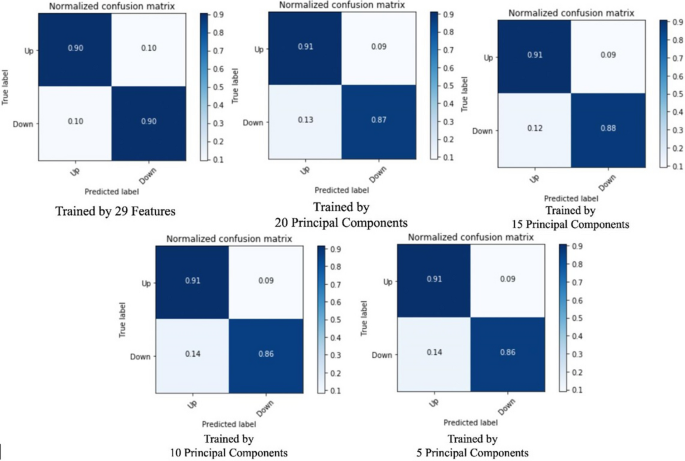 Normalized confusion matrix
Up
Down
True label
0.90
0.10
0.10
0.90
Up
Down
Predicted label
0.9
0.8
0.7
0.6
0.5
0.4
0.3
0.2
0.1
Trained by 29 Features
Normalized confusion matrix
Up
Down
True label
0.91
0.09
0.13
0.87
Up
Down
Predicted label
0.9
0.8
0.7
0.6
0.5
0.4
0.3
0.2
0.1
Trained by
20 Principal Components
Normalized confusion matrix
Up
Down
True label
0.91
0.09
0.12
0.88
Up
Down
Predicted label
0.9
0.8
0.7
0.6
0.5
0.4
0.3
0.2
0.1
Trained by
15 Principal Components
Normalized confusion matrix
Up
Down
True label
0.91
0.09
0.14
0.86
Up
Down
Predicted label
0.9
0.8
0.7
0.6
0.5
0.4
0.3
0.2
0.1
Trained by
10 Principal Components
Normalized confusion matrix
Up
Down
True label
0.91
0.09
0.14
0.86
Up
Down
Predicted label
0.9
0.8
0.7
0.6
0.5
0.4
0.3
0.2
0.1
Trained by
5 Principal Components